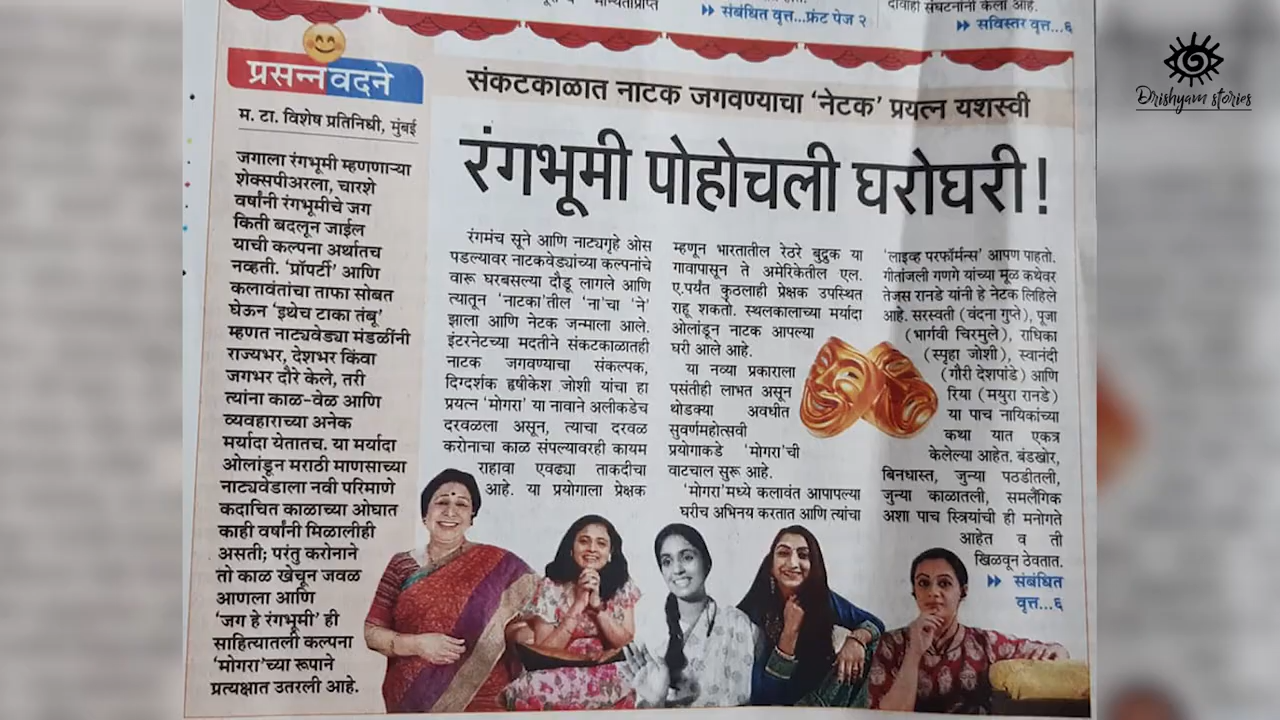 मान्यताप्राप्त
संबंधित वृत्त...फ्रंट पेज २
दावाही संघटनांनी केला आहे.
सविस्तर वृत्त...६
Drishyam stories
प्रसन्नवदने
म. टा. विशेष प्रतिनिधी, मुंबई
जगाला रंगभूमी म्हणणाऱ्या
शेक्सपीअरला, चारशे
वर्षांनी रंगभूमीचे जग
किती बदलून जाईल
याची कल्पना अर्थातच
नव्हती. ‘प्रॉपर्टी’ आणि
कलावंतांचा ताफा सोबत
घेऊन ‘इथेच टाका तंबू’
म्हणत नाट्यवेड्या मंडळींनी
राज्यभर, देशभर किंवा
जगभर दौरे केले, तरी
त्यांना काळ-वेळ आणि
व्यवहाराच्या अनेक
मर्यादा येतातच. या मर्यादा
ओलांडून मराठी माणसाच्या
नाट्यवेडाला नवी परिमाणे
कदाचित काळाच्या ओघात
काही वर्षांनी मिळालीही
असती; परंतु करोनाने
तो काळ खेचून जवळ
आणला आणि
‘जग हे रंगभूमी’ ही
साहित्यातली कल्पना
‘मोगरा’च्या रूपाने
प्रत्यक्षात उतरली आहे.
संकटकाळात नाटक जगवण्याचा ‘नेटक’ प्रयत्न यशस्वी
रंगभूमी पोहोचली घरोघरी!
रंगमंच सूने आणि नाट्यगृहे ओस
पडल्यावर नाटकवेड्यांच्या कल्पनांचे
वारू घरबसल्या दौडू लागले आणि
त्यातून ‘नाटका’तील ‘ना’चा ‘ने’
झाला आणि नेटक जन्माला आले.
इंटरनेटच्या मदतीने संकटकाळातही
नाटक जगवण्याचा संकल्पक,
दिग्दर्शक हृषीकेश जोशी यांचा हा
प्रयत्न ‘मोगरा’ या नावाने अलीकडेच
दरवळला असून, त्याचा दरवळ
करोनाचा काळ संपल्यावरही कायम
राहावा एवढ्या ताकदीचा
आहे. या प्रयोगाला प्रेक्षक
म्हणून भारतातील रेठरे बुद्रुक या
गावापासून ते अमेरिकेतील एल.
ए.पर्यंत कुठलाही प्रेक्षक उपस्थित
राहू शकतो. स्थलकालाच्या मर्यादा
ओलांडून नाटक आपल्या
घरी आले आहे.
या नव्या प्रकाराला
पसंतीही लाभत असून
थोडक्या अवधीत
सुवर्णमहोत्सवी
प्रयोगाकडे ‘मोगरा’ची
वाटचाल सुरू आहे.
‘मोगरा’मध्ये कलावंत आपापल्या
घरीच अभिनय करतात आणि त्यांचा
‘लाइव्ह परफॉर्मन्स’ आपण पाहतो.
गीतांजली गणगे यांच्या मूळ कथेवर
तेजस रानडे यांनी हे नेटक लिहिले
आहे. सरस्वती (वंदना गुप्ते), पूजा
(भार्गवी चिरमुले), राधिका
(स्पृहा जोशी), स्वानंदी
(गौरी देशपांडे) आणि
रिया (मयुरा रानडे)
या पाच नायिकांच्या
कथा यात एकत्र
केलेल्या आहेत. बंडखोर,
बिनधास्त, जुन्या पठडीतली,
जुन्या काळातली, समलैंगिक
अशा पाच स्त्रियांची ही मनोगते
आहेत व ती
खिळवून ठेवतात.
संबंधित
वृत्त...६